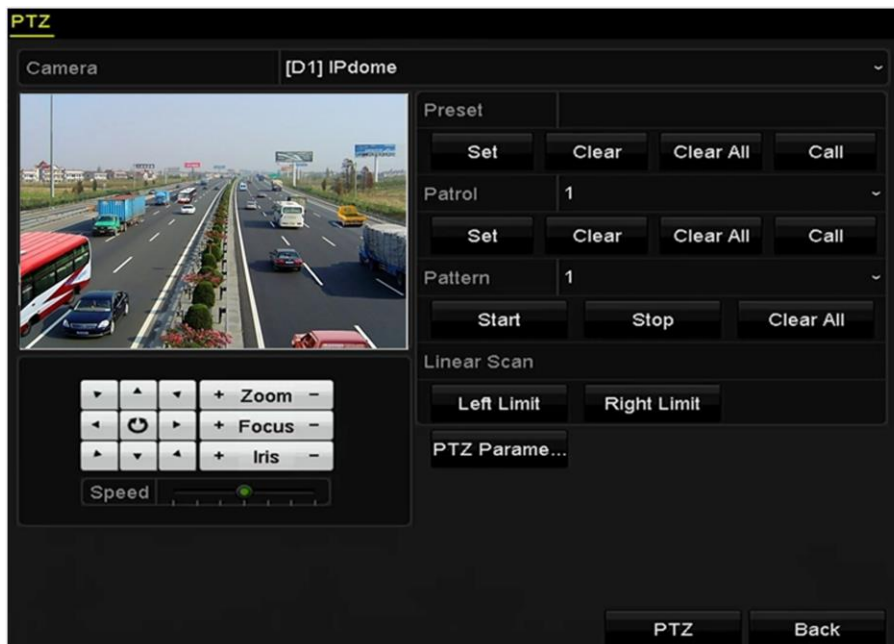 PTZ
Camera [D1] IPdome
Preset
Set Clear Clear All Call
Patrol 1
Set Clear Clear All Call
Pattern 1
Start Stop Clear All
Linear Scan
Left Limit Right Limit
PTZ Parame...
+ Zoom −
+ Focus −
+ Iris −
Speed
PTZ Back